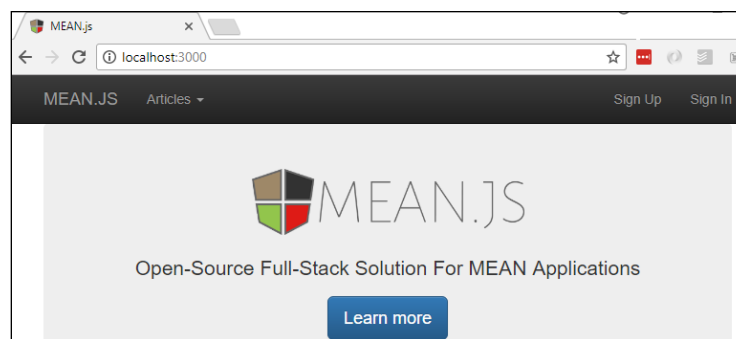 MEAN.js
localhost:3000
MEAN.JS Articles Sign Up Sign In
MEAN.JS
Open-Source Full-Stack Solution For MEAN Applications
Learn more